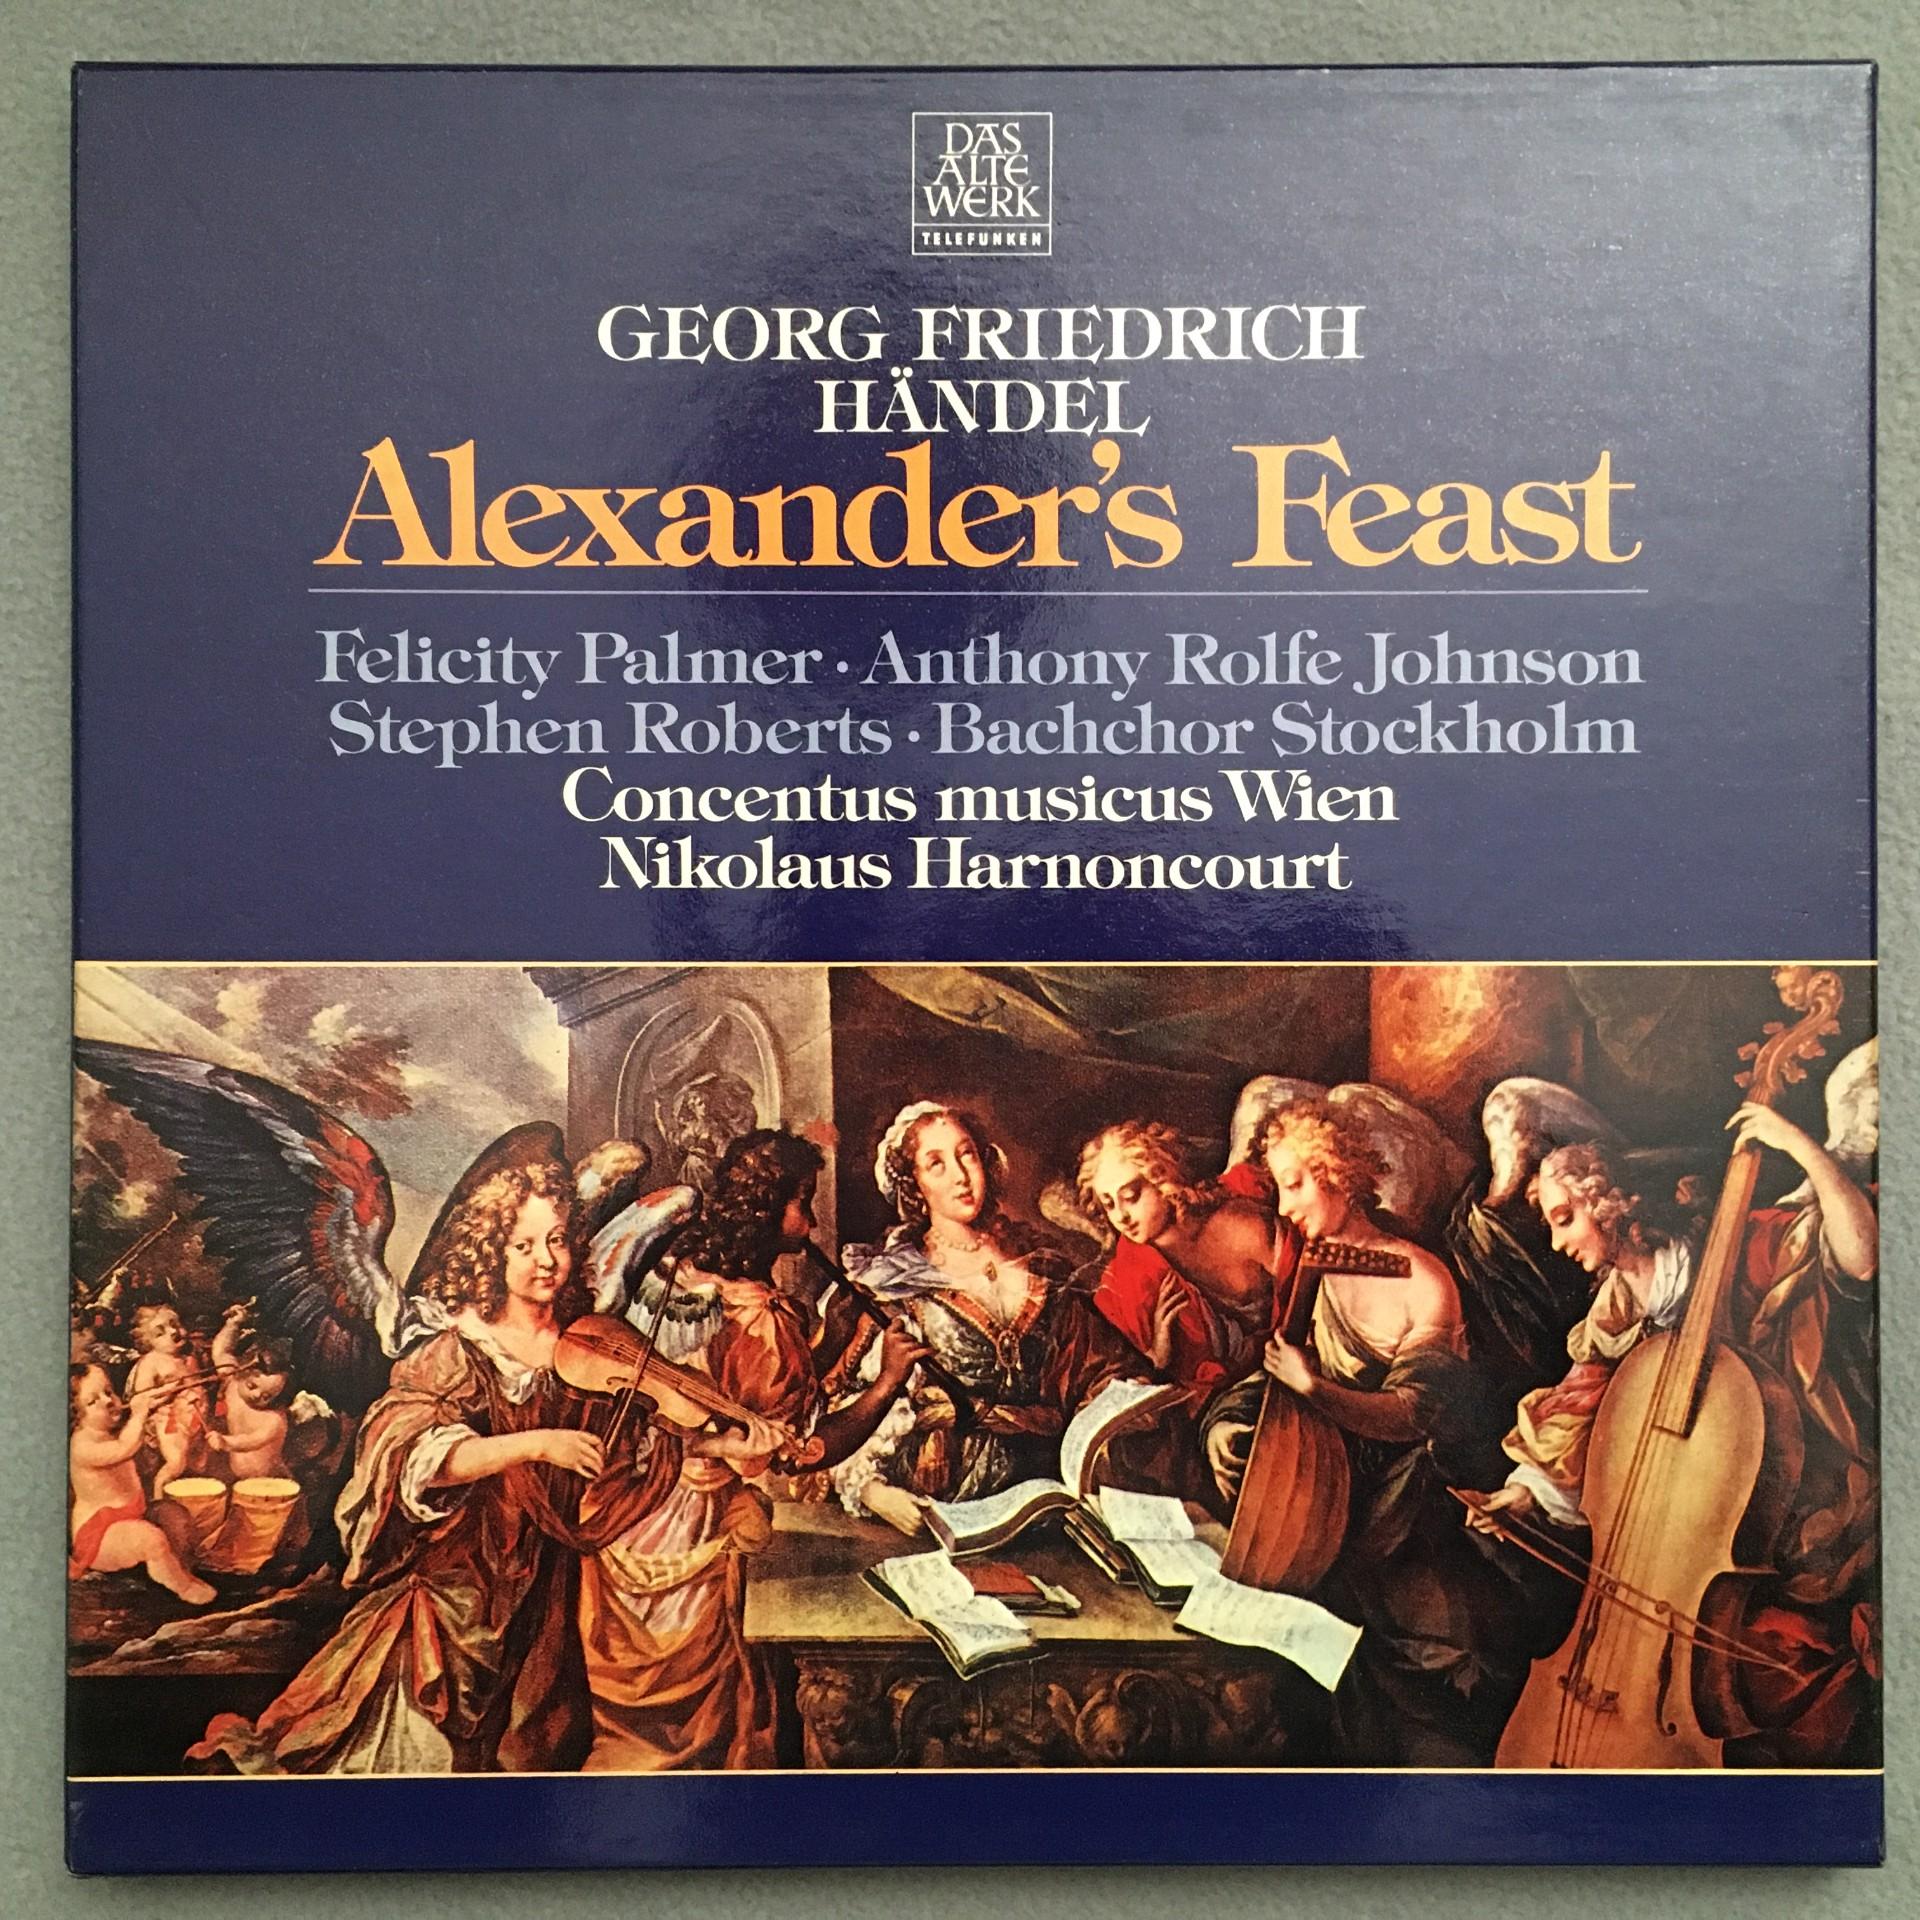 DAS
ALTE
WERK
TELEFUNKEN
GEORG FRIEDRICH
HÄNDEL
Alexander's Feast
Felicity Palmer · Anthony Rolfe Johnson
Stephen Roberts · Bachchor Stockholm
Concentus musicus Wien
Nikolaus Harnoncourt